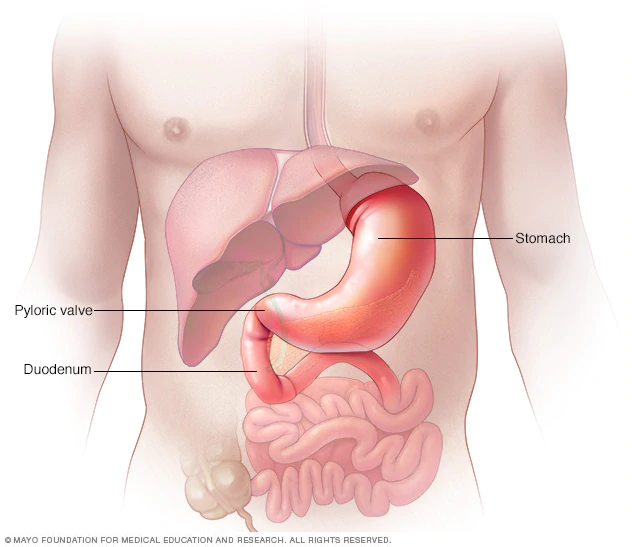 Stomach
Pyloric valve
Duodenum
© MAYO FOUNDATION FOR MEDICAL EDUCATION AND RESEARCH. ALL RIGHTS RESERVED.